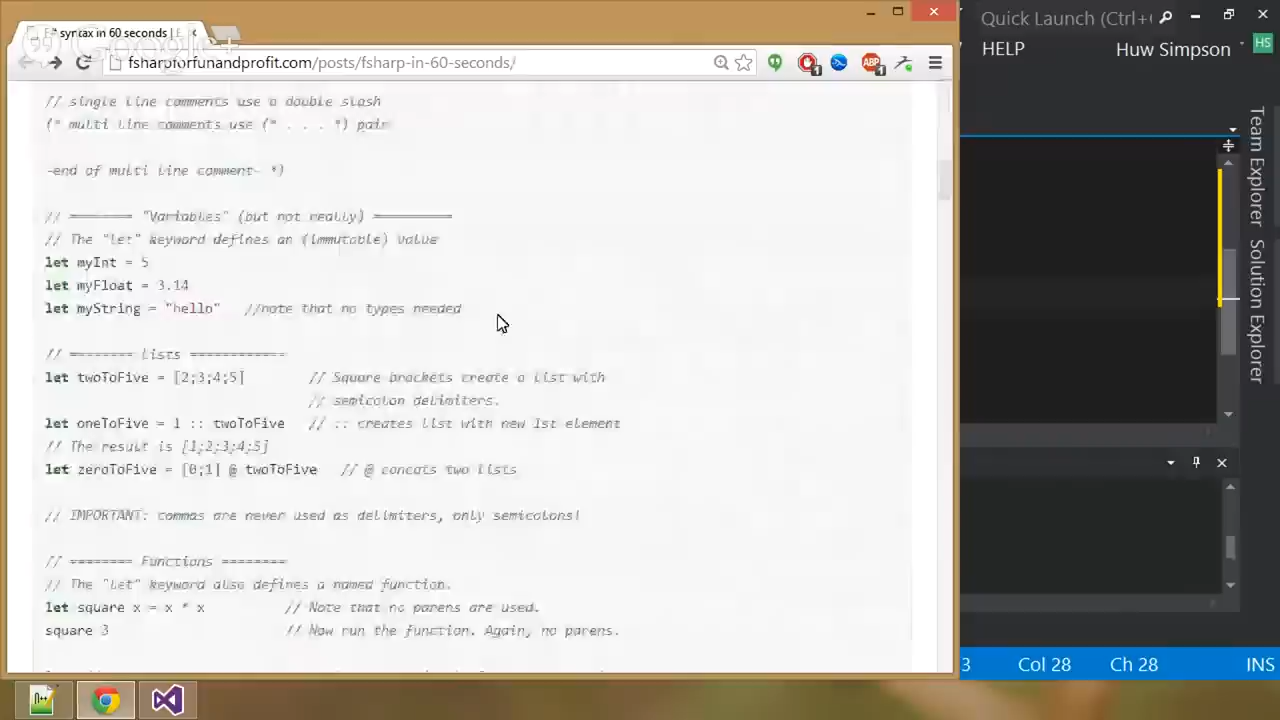 F# syntax in 60 seconds | F
Google+
Quick Launch (Ctrl+
fsharpforfunandprofit.com/posts/fsharp-in-60-seconds/
HELP
Huw Simpson
HS
1
1
// single line comments use a double slash
(* multi line comments use (* . . . *) pair
-end of multi line comment- *)
// ======== "Variables" (but not really) ==========
// The "let" keyword defines an (immutable) value
let myInt = 5
let myFloat = 3.14
let myString = "hello" //note that no types needed
// ======== Lists ============
let twoToFive = [2;3;4;5] // Square brackets create a list with
// semicolon delimiters.
let oneToFive = 1 :: twoToFive // :: creates list with new 1st element
// The result is [1;2;3;4;5]
let zeroToFive = [0;1] @ twoToFive // @ concats two lists
// IMPORTANT: commas are never used as delimiters, only semicolons!
// ======== Functions ========
// The "let" keyword also defines a named function.
let square x = x * x // Note that no parens are used.
square 3 // Now run the function. Again, no parens.
Team Explorer
Solution Explorer
3
Col 28
Ch 28
INS